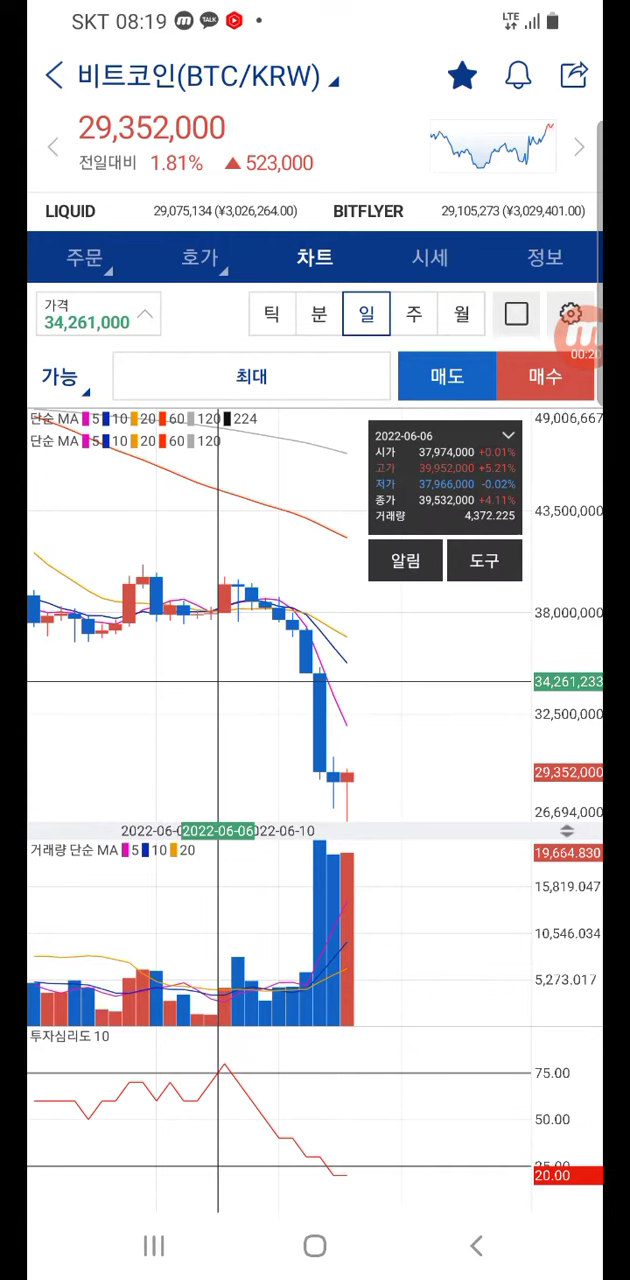 SKT 08:19 TALK LTE
비트코인(BTC/KRW)
29,352,000
전일대비 1.81% ▲ 523,000
LIQUID 29,075,134 (¥3,026,264.00) BITFLYER 29,105,273 (¥3,029,401.00)
주문 호가 차트 시세 정보
가격
34,261,000
틱 분 일 주 월
00:20
가능 최대 매도 매수
단순 MA 5 10 20 60 120 224
단순 MA 5 10 20 60 120
49,006,667
2022-06-06
시가 37,974,000 +0.01%
고가 39,952,000 +5.21%
저가 37,966,000 -0.02%
종가 39,532,000 +4.11%
거래량 4,372.225
43,500,000
알림 도구
38,000,000
34,261,233
32,500,000
29,352,000
26,694,000
2022-06-0 2022-06-06 022-06-10
거래량 단순 MA 5 10 20
19,664.830
15,819.047
10,546.034
5,273.017
투자심리도 10
75.00
50.00
25.00
20.00